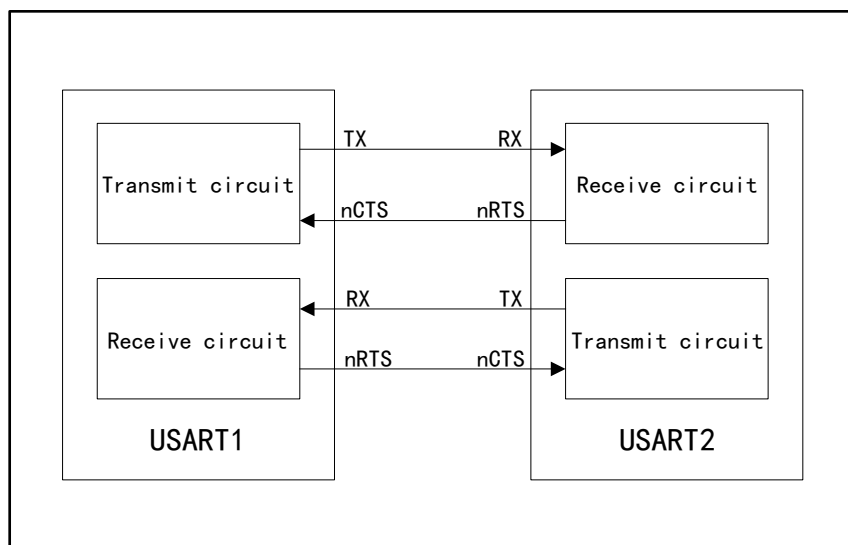 TX RX
Transmit circuit Receive circuit
nCTS nRTS
RX TX
Receive circuit Transmit circuit
nRTS nCTS
USART1 USART2